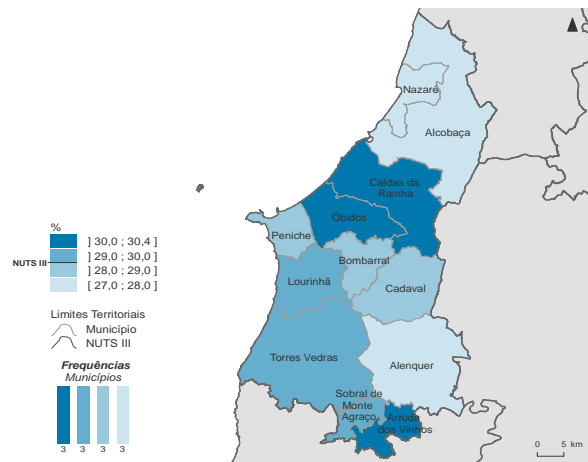 Nazaré
Alcobaça
Caldas da
Rainha
Óbidos
Peniche
Bombarral
Lourinhã
Cadaval
Torres Vedras
Alenquer
Sobral de
Monte
Agraço
Arruda
dos Vinhos
%
] 30,0 ; 30,4 ]
] 29,0 ; 30,0 ]
NUTS III
] 28,0 ; 29,0 ]
[ 27,0 ; 28,0 ]
Limites Territoriais
Município
NUTS III
Frequências
Municípios
3 3 3 3
0 5 km